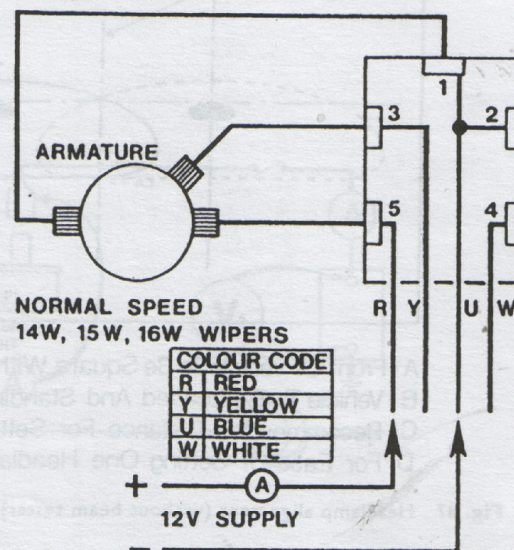 1
3
2
ARMATURE
5
4
R Y U W
NORMAL SPEED
14W, 15W, 16W WIPERS
COLOUR CODE
R RED
Y YELLOW
U BLUE
W WHITE
+ A
12V SUPPLY